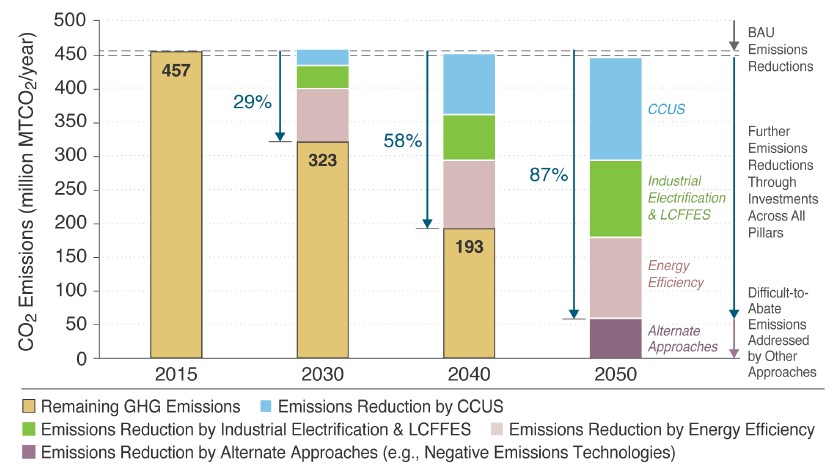 CO2 Emissions (million MTCO2/year)
500
450
400
350
300
250
200
150
100
50
0
457
29%
323
58%
193
87%
CCUS
Industrial
Electrification
& LCFFES
Energy
Efficiency
Alternate
Approaches
BAU
Emissions
Reductions
Further
Emissions
Reductions
Through
Investments
Across All
Pillars
Difficult-to-
Abate
Emissions
Addressed
by Other
Approaches
2015
2030
2040
2050
Remaining GHG Emissions
Emissions Reduction by CCUS
Emissions Reduction by Industrial Electrification & LCFFES
Emissions Reduction by Energy Efficiency
Emissions Reduction by Alternate Approaches (e.g., Negative Emissions Technologies)